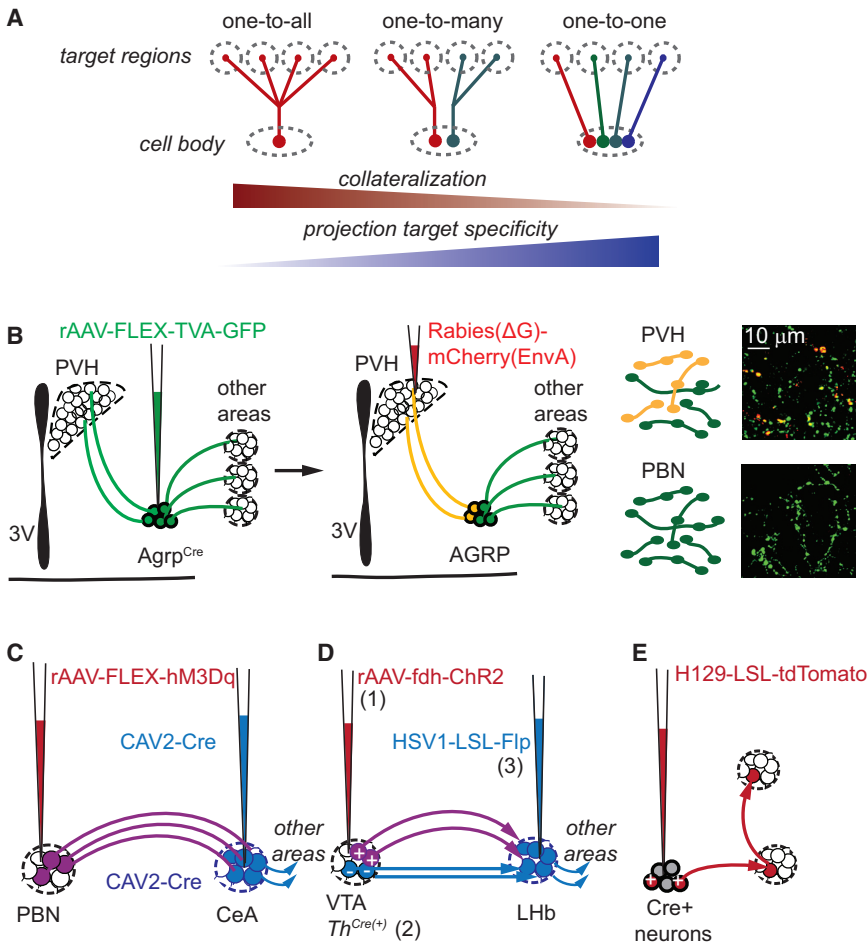 A
one-to-all one-to-many one-to-one
target regions
cell body
collateralization
projection target specificity
B
rAAV-FLEX-TVA-GFP
PVH
other
areas
3V
Agrp^Cre
Rabies(ΔG)-
mCherry(EnvA)
PVH
other
areas
3V
AGRP
PVH
10 μm
PBN
C
rAAV-FLEX-hM3Dq
CAV2-Cre
other
areas
CAV2-Cre
PBN
CeA
D
rAAV-fdh-ChR2
(1)
HSV1-LSL-Flp
(3)
other
areas
+
+
− −
VTA
Th^Cre(+) (2)
LHb
E
H129-LSL-tdTomato
+ +
Cre+
neurons